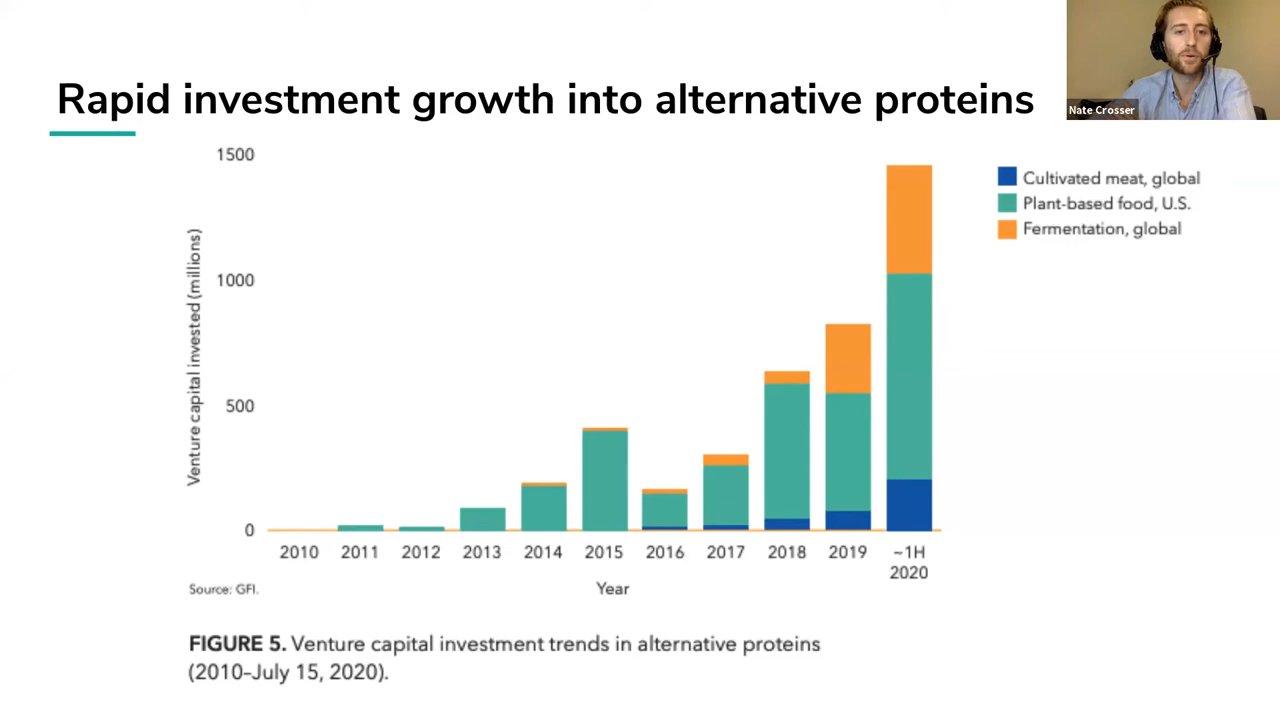 Rapid investment growth into alternative proteins
Nate Crosser
1500
1000
500
0
Venture capital invested (millions)
Cultivated meat, global
Plant-based food, U.S.
Fermentation, global
2010 2011 2012 2013 2014 2015 2016 2017 2018 2019 ~1H
2020
Source: GFI.
Year
FIGURE 5. Venture capital investment trends in alternative proteins
(2010–July 15, 2020).